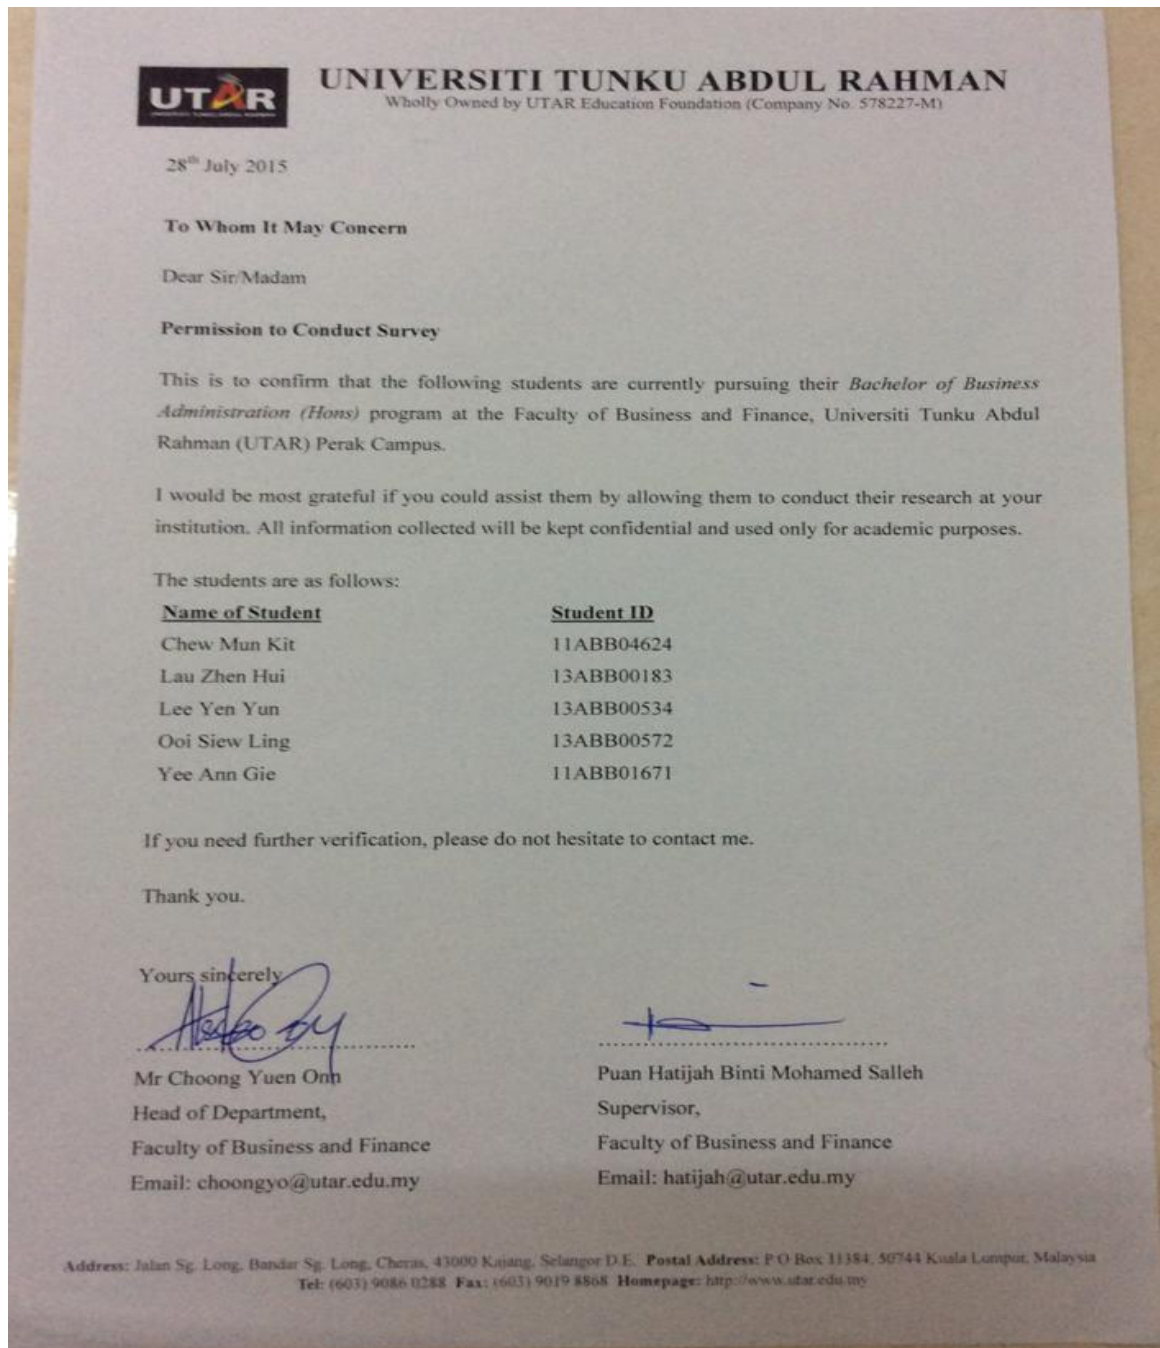 UTAR
UNIVERSITI TUNKU ABDUL RAHMAN
Wholly Owned by UTAR Education Foundation (Company No. 578227-M)
28th July 2015
To Whom It May Concern
Dear Sir/Madam
Permission to Conduct Survey
This is to confirm that the following students are currently pursuing their Bachelor of Business
Administration (Hons) program at the Faculty of Business and Finance, Universiti Tunku Abdul
Rahman (UTAR) Perak Campus.
I would be most grateful if you could assist them by allowing them to conduct their research at your
institution. All information collected will be kept confidential and used only for academic purposes.
The students are as follows:
Name of Student Student ID
Chew Mun Kit 11ABB04624
Lau Zhen Hui 13ABB00183
Lee Yen Yun 13ABB00534
Ooi Siew Ling 13ABB00572
Yee Ann Gie 11ABB01671
If you need further verification, please do not hesitate to contact me.
Thank you.
Yours sincerely
Mr Choong Yuen Onn
Head of Department,
Faculty of Business and Finance
Email: choongyo@utar.edu.my
Puan Hatijah Binti Mohamed Salleh
Supervisor,
Faculty of Business and Finance
Email: hatijah@utar.edu.my
Address: Jalan Sg. Long, Bandar Sg. Long, Cheras, 43000 Kajang, Selangor D.E. Postal Address: P O Box 11384, 50744 Kuala Lumpur, Malaysia
Tel: (603) 9086 0288 Fax: (603) 9019 8868 Homepage: http://www.utar.edu.my